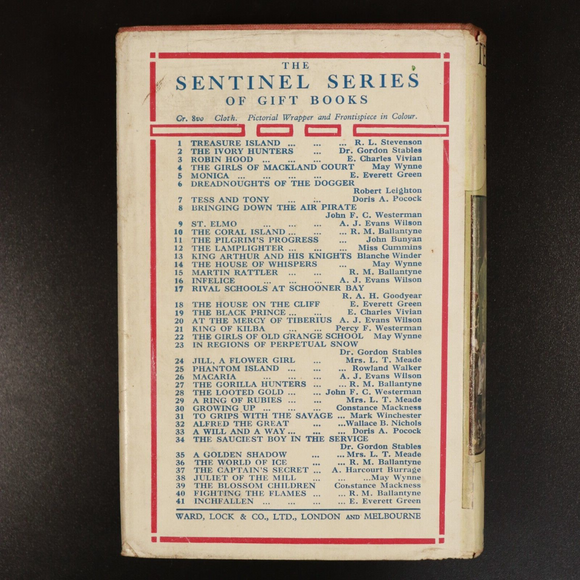 THE
SENTINEL SERIES
OF GIFT BOOKS
Cr. 8vo Cloth. Pictorial Wrapper and Frontispiece in Colour.
1 TREASURE ISLAND ... ... ... R. L. Stevenson
2 THE IVORY HUNTERS ... Dr. Gordon Stables
3 ROBIN HOOD ... ... ... E. Charles Vivian
4 THE GIRLS OF MACKLAND COURT May Wynne
5 MONICA ... ... ... ... E. Everett Green
6 DREADNOUGHTS OF THE DOGGER
Robert Leighton
7 TESS AND TONY ... ... Doris A. Pocock
8 BRINGING DOWN THE AIR PIRATE
John F. C. Westerman
9 ST. ELMO ... ... ... A. J. Evans Wilson
10 THE CORAL ISLAND ... ... R. M. Ballantyne
11 THE PILGRIM'S PROGRESS ... John Bunyan
12 THE LAMPLIGHTER ... ... Miss Cummins
13 KING ARTHUR AND HIS KNIGHTS Blanche Winder
14 THE HOUSE OF WHISPERS ... May Wynne
15 MARTIN RATTLER ... ... R. M. Ballantyne
16 INFELICE ... ... ... A. J. Evans Wilson
17 RIVAL SCHOOLS AT SCHOONER BAY
R. A. H. Goodyear
18 THE HOUSE ON THE CLIFF E. Everett Green
19 THE BLACK PRINCE ... ... E. Charles Vivian
20 AT THE MERCY OF TIBERIUS A. J. Evans Wilson
21 KING OF KILBA ... ... Percy F. Westerman
22 THE GIRLS OF OLD GRANGE SCHOOL May Wynne
23 IN REGIONS OF PERPETUAL SNOW
Dr. Gordon Stables
24 JILL, A FLOWER GIRL ... Mrs. L. T. Meade
25 PHANTOM ISLAND ... ... Rowland Walker
26 MACARIA ... ... ... A. J. Evans Wilson
27 THE GORILLA HUNTERS ... ... R. M. Ballantyne
28 THE LOOTED GOLD ... ... John F. C. Westerman
29 A RING OF RUBIES ... ... Mrs. L. T. Meade
30 GROWING UP ... ... Constance Mackness
31 TO GRIPS WITH THE SAVAGE ... Mark Winchester
32 ALFRED THE GREAT ... ... Wallace B. Nichols
33 A WILL AND A WAY ... ... Doris A. Pocock
34 THE SAUCIEST BOY IN THE SERVICE
Dr. Gordon Stables
35 A GOLDEN SHADOW ... ... Mrs. L. T. Meade
36 THE WORLD OF ICE ... ... R. M. Ballantyne
37 THE CAPTAIN'S SECRET ... A. Harcourt Burrage
38 JULIET OF THE MILL ... ... May Wynne
39 THE BLOSSOM CHILDREN Constance Mackness
40 FIGHTING THE FLAMES ... ... R. M. Ballantyne
41 INCHFALLEN ... ... ... E. Everett Green
WARD, LOCK & CO., LTD., LONDON AND MELBOURNE